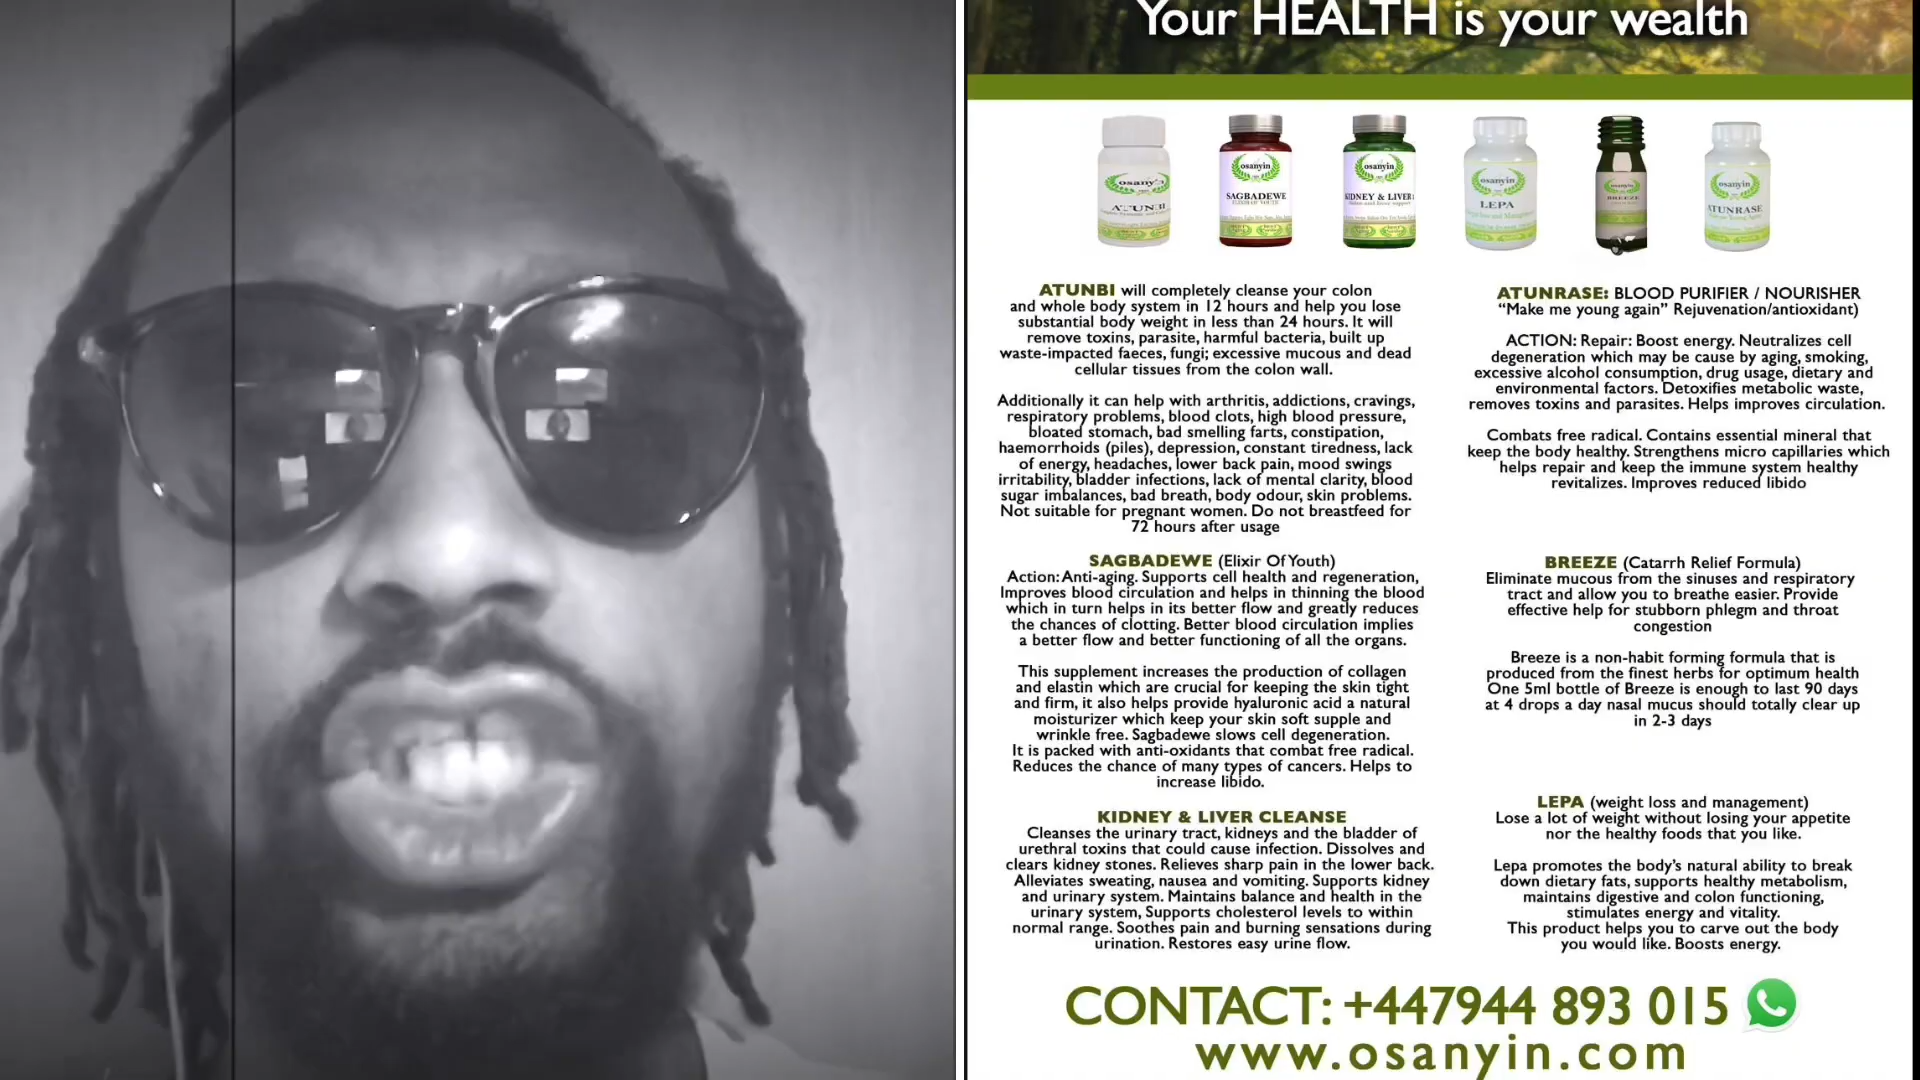 Your HEALTH is your wealth
osanyin
SAGBADEWE
ELIXIR OF YOUTH
osanyin
KIDNEY & LIVER
osanyin
LEPA
osanyin
BREEZE
osanyin
ATUNRASE
ATUNBI will completely cleanse your colon
and whole body system in 12 hours and help you lose
substantial body weight in less than 24 hours. It will
remove toxins, parasite, harmful bacteria, built up
waste-impacted faeces, fungi; excessive mucous and dead
cellular tissues from the colon wall.
Additionally it can help with arthritis, addictions, cravings,
respiratory problems, blood clots, high blood pressure,
bloated stomach, bad smelling farts, constipation,
haemorrhoids (piles), depression, constant tiredness, lack
of energy, headaches, lower back pain, mood swings
irritability, bladder infections, lack of mental clarity, blood
sugar imbalances, bad breath, body odour, skin problems.
Not suitable for pregnant women. Do not breastfeed for
72 hours after usage
SAGBADEWE (Elixir Of Youth)
Action: Anti-aging. Supports cell health and regeneration,
Improves blood circulation and helps in thinning the blood
which in turn helps in its better flow and greatly reduces
the chances of clotting. Better blood circulation implies
a better flow and better functioning of all the organs.
This supplement increases the production of collagen
and elastin which are crucial for keeping the skin tight
and firm, it also helps provide hyaluronic acid a natural
moisturizer which keep your skin soft supple and
wrinkle free. Sagbadewe slows cell degeneration.
It is packed with anti-oxidants that combat free radical.
Reduces the chance of many types of cancers. Helps to
increase libido.
KIDNEY & LIVER CLEANSE
Cleanses the urinary tract, kidneys and the bladder of
urethral toxins that could cause infection. Dissolves and
clears kidney stones. Relieves sharp pain in the lower back.
Alleviates sweating, nausea and vomiting. Supports kidney
and urinary system. Maintains balance and health in the
urinary system, Supports cholesterol levels to within
normal range. Soothes pain and burning sensations during
urination. Restores easy urine flow.
ATUNRASE: BLOOD PURIFIER / NOURISHER
“Make me young again” Rejuvenation/antioxidant)
ACTION: Repair: Boost energy. Neutralizes cell
degeneration which may be cause by aging, smoking,
excessive alcohol consumption, drug usage, dietary and
environmental factors. Detoxifies metabolic waste,
removes toxins and parasites. Helps improves circulation.
Combats free radical. Contains essential mineral that
keep the body healthy. Strengthens micro capillaries which
helps repair and keep the immune system healthy
revitalizes. Improves reduced libido
BREEZE (Catarrh Relief Formula)
Eliminate mucous from the sinuses and respiratory
tract and allow you to breathe easier. Provide
effective help for stubborn phlegm and throat
congestion
Breeze is a non-habit forming formula that is
produced from the finest herbs for optimum health
One 5ml bottle of Breeze is enough to last 90 days
at 4 drops a day nasal mucus should totally clear up
in 2-3 days
LEPA (weight loss and management)
Lose a lot of weight without losing your appetite
nor the healthy foods that you like.
Lepa promotes the body's natural ability to break
down dietary fats, supports healthy metabolism,
maintains digestive and colon functioning,
stimulates energy and vitality.
This product helps you to carve out the body
you would like. Boosts energy.
CONTACT: +447944 893 015
www.osanyin.com